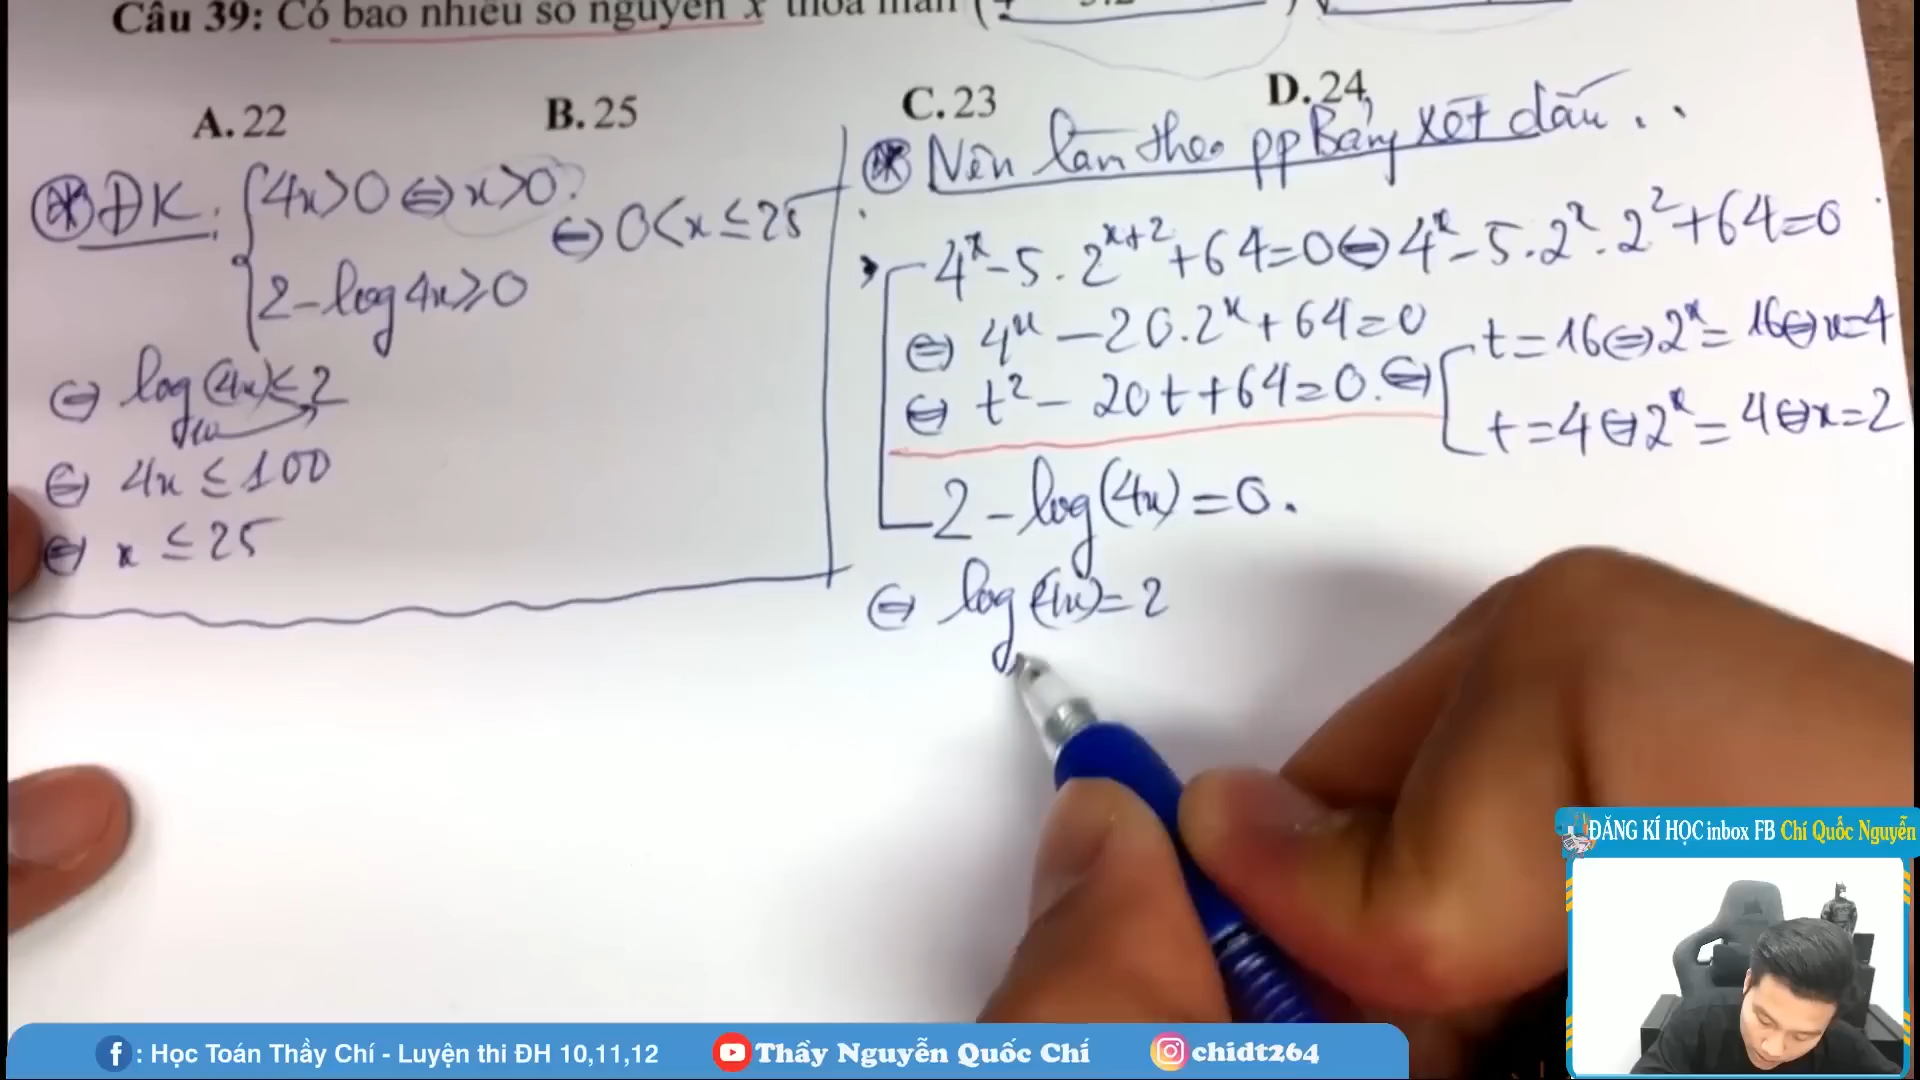 Câu 39: Có bao nhiêu số nguyên x thỏa mãn (
A. 22 B. 25 C. 23 D. 24
ĐK: 4x>0 ⇔ x>0.
2-log4x⩾0
⇔ 0<x≤25
⇔ log(4x)≤2
10
⇔ 4x ≤ 100
⇔ x ≤ 25
Nên làm theo pp Bảng xét dấu...
4^x - 5.2^{x+2} + 64=0 ⇔ 4^x - 5.2^x.2^2 + 64=0
⇔ 4^x - 20.2^x + 64=0
⇔ t^2 - 20t + 64=0. ⇔
t=16 ⇔ 2^x = 16 ⇔ x=4
t=4 ⇔ 2^x = 4 ⇔ x=2
2 - log(4x) = 0.
⇔ log(4x) = 2
ĐĂNG KÍ HỌC inbox FB Chí Quốc Nguyễn
: Học Toán Thầy Chí - Luyện thi ĐH 10,11,12
Thầy Nguyễn Quốc Chí
chidt264